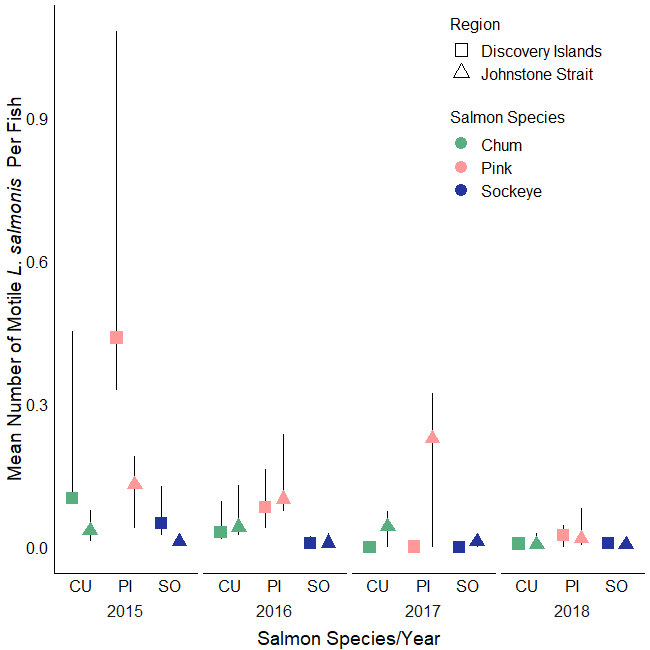 Region
Discovery Islands
Johnstone Strait
Salmon Species
Chum
Pink
Sockeye
Mean Number of Motile L. salmonis Per Fish
0.9
0.6
0.3
0.0
CU PI SO CU PI SO CU PI SO CU PI SO
2015 2016 2017 2018
Salmon Species/Year